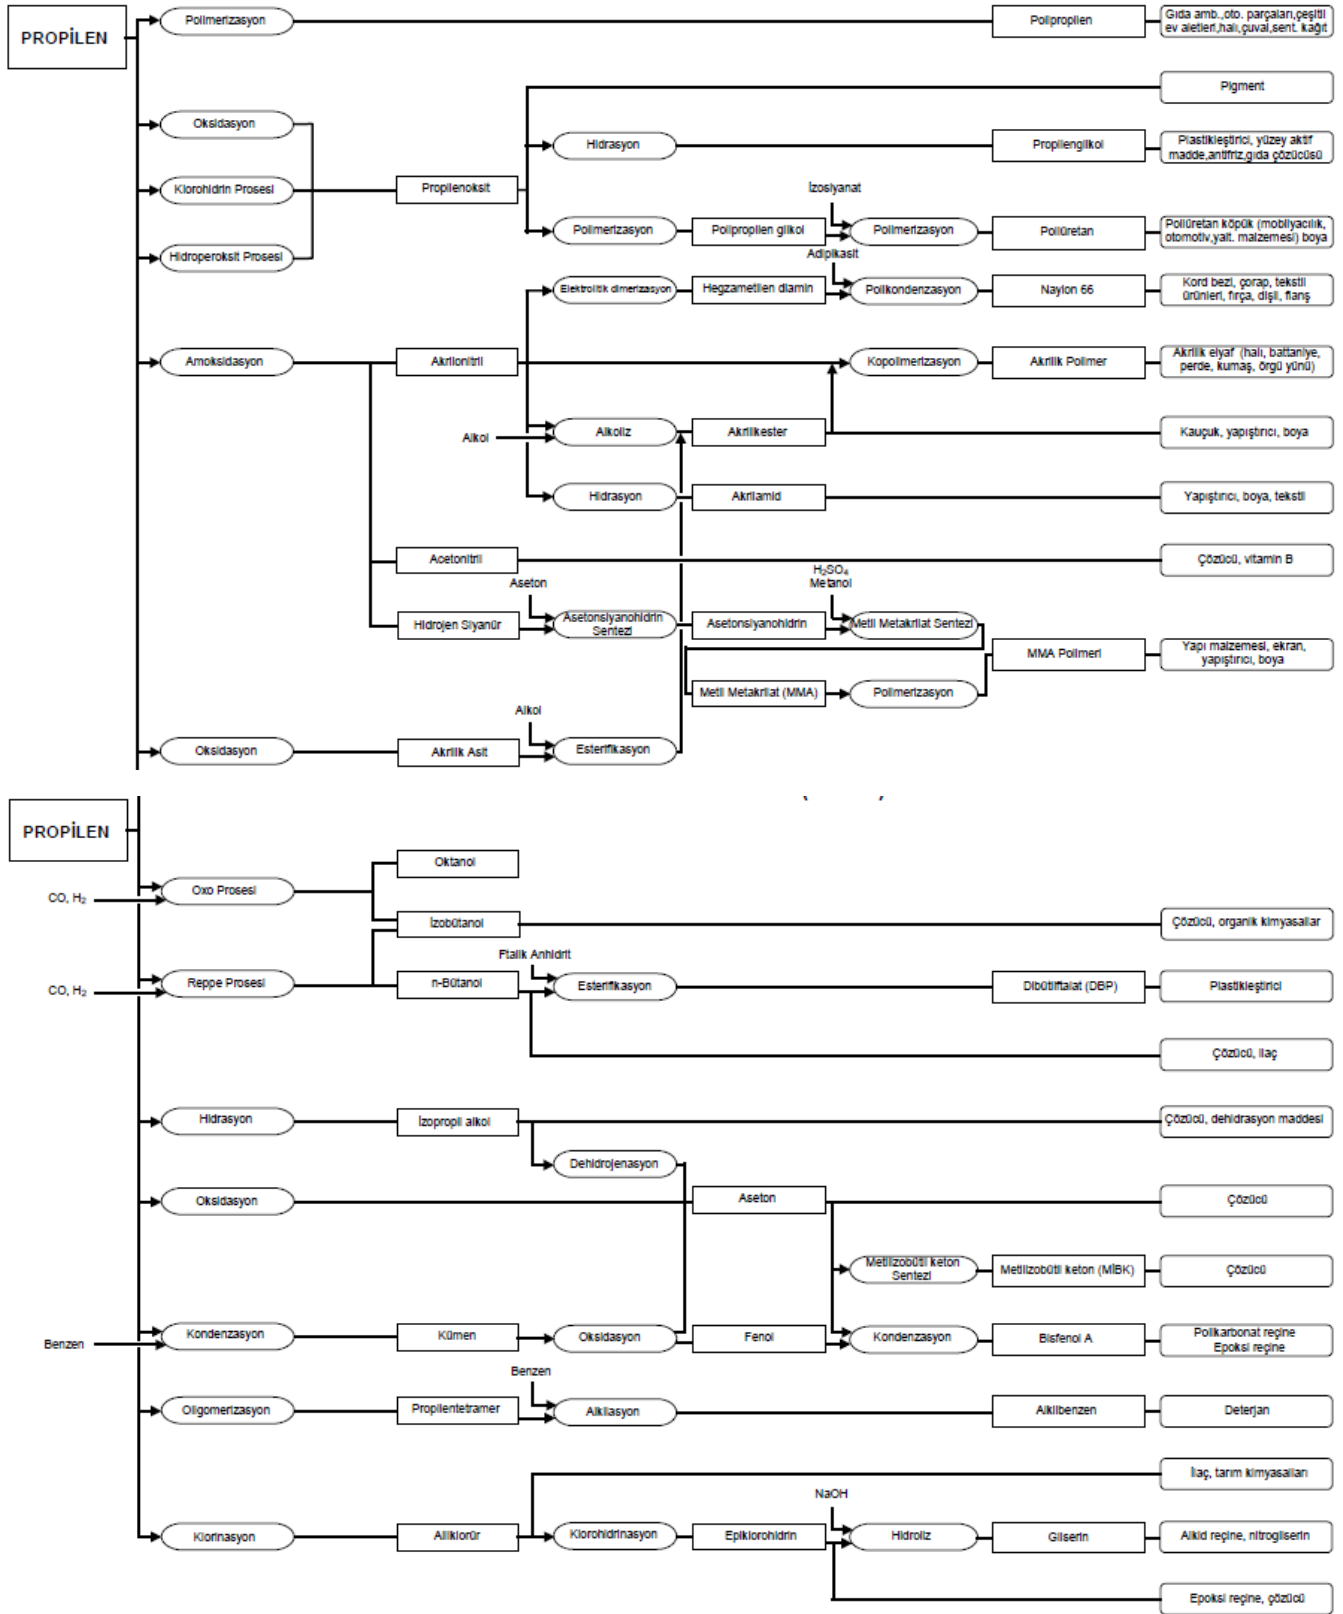 PROPİLEN
Polimerizasyon
Polipropilen
Gıda amb.,oto. parçaları,çeşitli
ev aletleri,halı,çuval,sent. kağıt
Pigment
Oksidasyon
Hidrasyon
Propilenglikol
Plastikleştirici, yüzey aktif
madde,antifriz,gıda çözücüsü
Klorohidrin Prosesi
Propilenoksit
İzosiyanat
Polimerizasyon
Polipropilen glikol
Polimerizasyon
Poliüretan
Poliüretan köpük (mobilyacılık,
otomotiv,yalt. malzemesi) boya
Hidroperoksit Prosesi
Adipikasit
Elektrolitik dimerizasyon
Hegzametilen diamin
Polikondenzasyon
Naylon 66
Kord bezi, çorap, tekstil
ürünleri, fırça, dişli, flanş
Amoksidasyon
Akrilonitril
Kopolimerizasyon
Akrilik Polimer
Akrilik elyaf (halı, battaniye,
perde, kumaş, örgü yünü)
Alkol
Alkoliz
Akrilkester
Kauçuk, yapıştırıcı, boya
Hidrasyon
Akrilamid
Yapıştırıcı, boya, tekstil
Acetonitril
Çözücü, vitamin B
Aseton
H₂SO₄
Metanol
Hidrojen Siyanür
Asetonsiyanohidrin
Sentezi
Asetonsiyanohidrin
Metil Metakrilat Sentezi
MMA Polimeri
Yapı malzemesi, ekran,
yapıştırıcı, boya
Metil Metakrilat (MMA)
Polimerizasyon
Alkol
Oksidasyon
Akrilik Asit
Esterifikasyon
PROPİLEN
CO, H₂
Oxo Prosesi
Oktanol
İzobütanol
Çözücü, organik kimyasallar
Ftalik Anhidrit
CO, H₂
Reppe Prosesi
n-Bütanol
Esterifikasyon
Dibütilftalat (DBP)
Plastikleştirici
Çözücü, ilaç
Hidrasyon
İzopropil alkol
Çözücü, dehidrasyon maddesi
Dehidrojenasyon
Oksidasyon
Aseton
Çözücü
Metilizobütil keton
Sentezi
Metilizobütil keton (MİBK)
Çözücü
Benzen
Kondenzasyon
Kümen
Oksidasyon
Fenol
Kondenzasyon
Bisfenol A
Polikarbonat reçine
Epoksi reçine
Benzen
Oligomerizasyon
Propilentetramer
Alkilasyon
Alkilbenzen
Deterjan
İlaç, tarım kimyasalları
NaOH
Klorinasyon
Allilklorür
Klorohidrinasyon
Epiklorohidrin
Hidroliz
Gliserin
Alkid reçine, nitrogliserin
Epoksi reçine, çözücü